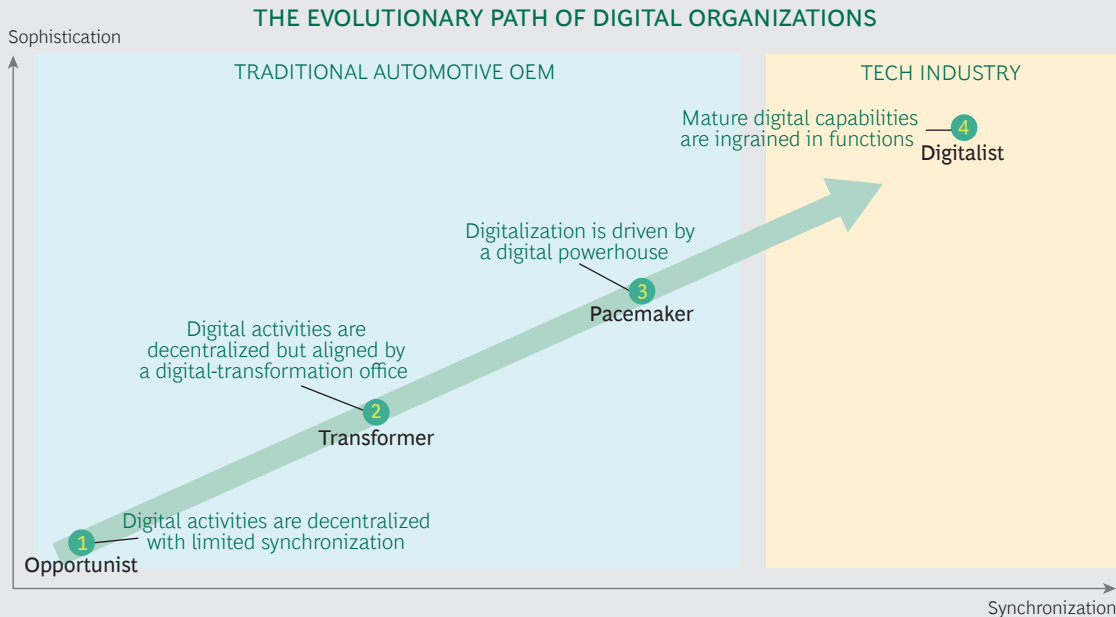 THE EVOLUTIONARY PATH OF DIGITAL ORGANIZATIONS
Sophistication
TRADITIONAL AUTOMOTIVE OEM
TECH INDUSTRY
Mature digital capabilities
are ingrained in functions
4
Digitalist
Digitalization is driven by
a digital powerhouse
3
Pacemaker
Digital activities are
decentralized but aligned by
a digital-transformation office
2
Transformer
Digital activities are decentralized
with limited synchronization
1
Opportunist
Synchronization